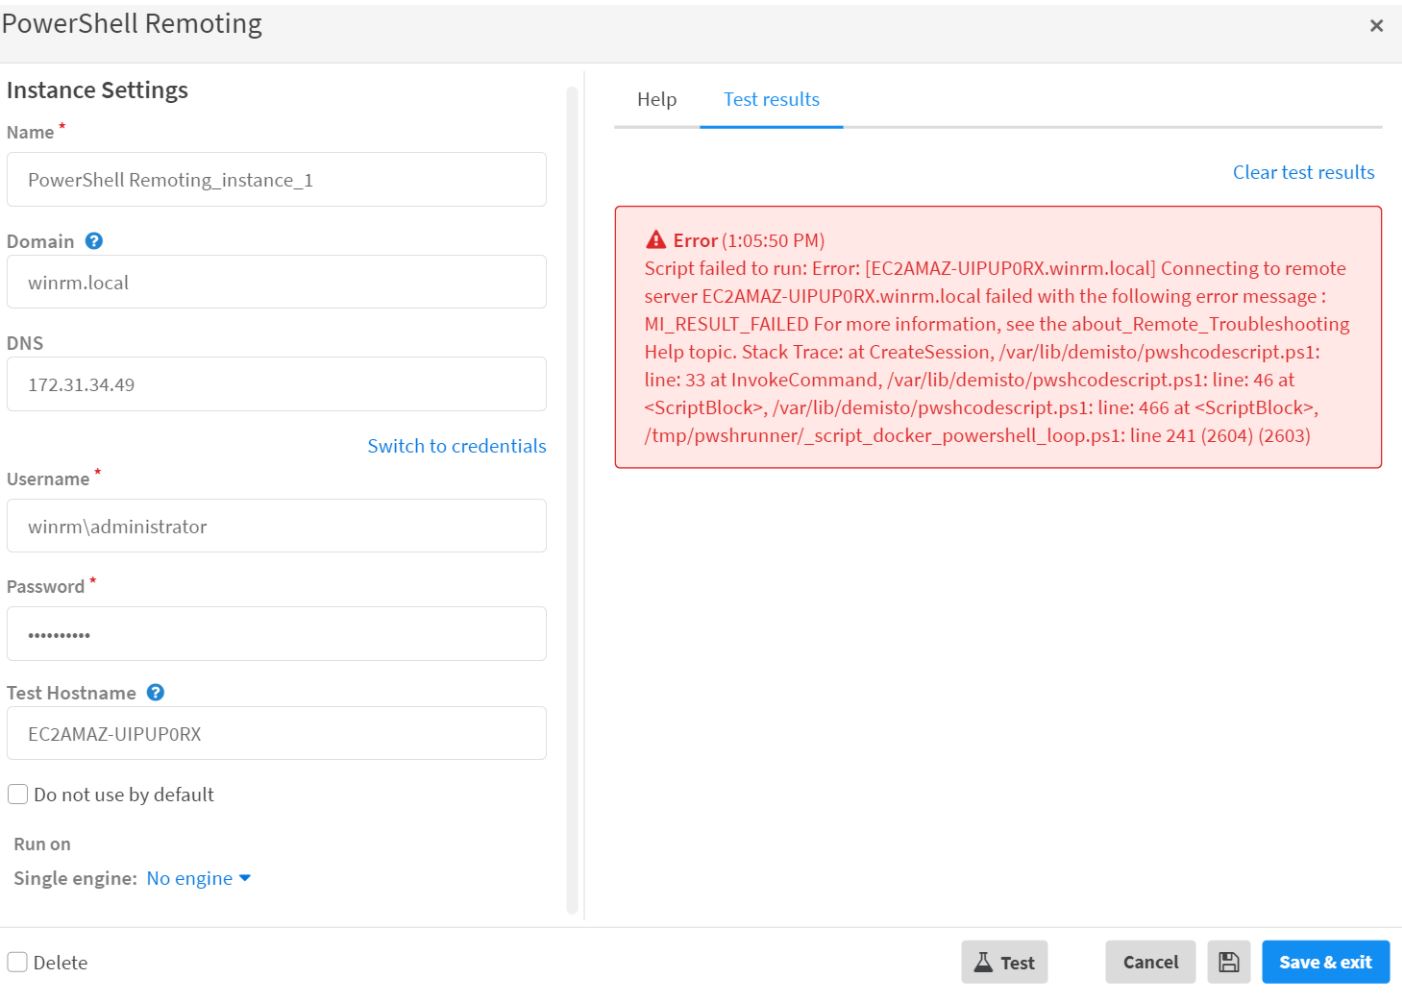 PowerShell Remoting
×
Instance Settings
Name *
PowerShell Remoting_instance_1
Domain ?
winrm.local
DNS
172.31.34.49
Switch to credentials
Username *
winrm\administrator
Password *
••••••••••
Test Hostname ?
EC2AMAZ-UIPUP0RX
Do not use by default
Run on
Single engine: No engine
Delete
Help
Test results
Clear test results
Error (1:05:50 PM)
Script failed to run: Error: [EC2AMAZ-UIPUP0RX.winrm.local] Connecting to remote
server EC2AMAZ-UIPUP0RX.winrm.local failed with the following error message :
MI_RESULT_FAILED For more information, see the about_Remote_Troubleshooting
Help topic. Stack Trace: at CreateSession, /var/lib/demisto/pwshcodescript.ps1:
line: 33 at InvokeCommand, /var/lib/demisto/pwshcodescript.ps1: line: 46 at
<ScriptBlock>, /var/lib/demisto/pwshcodescript.ps1: line: 466 at <ScriptBlock>,
/tmp/pwshrunner/_script_docker_powershell_loop.ps1: line 241 (2604) (2603)
Test
Cancel
Save & exit